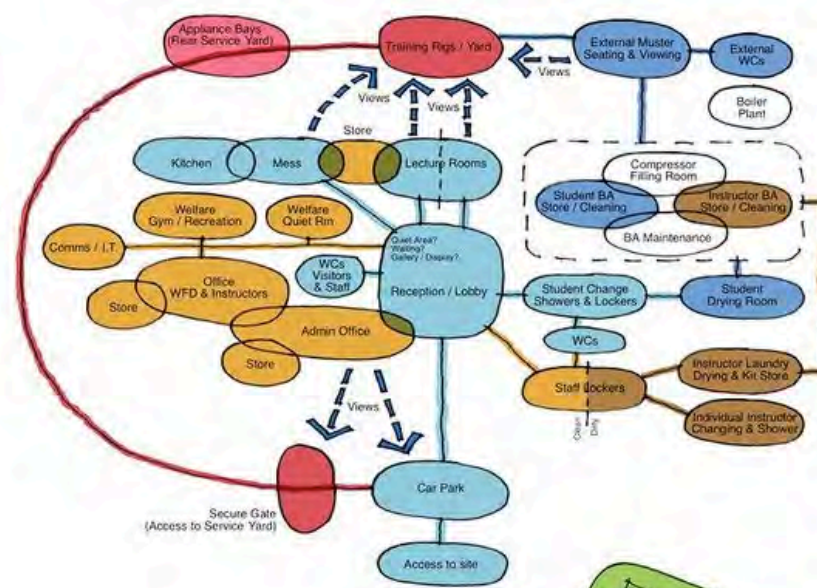 Appliance Bays
(Rear Service Yard)
Training Rigs / Yard
External Muster
Seating & Viewing
External
WCs
Views
Boiler
Plant
Views
Views
Store
Kitchen
Mess
Lecture Rooms
Compressor
Filling Room
Student BA
Store / Cleaning
Instructor BA
Store / Cleaning
BA Maintenance
Welfare
Gym / Recreation
Welfare
Quiet Rm
Quiet Area?
Waiting?
Gallery / Display?
Comms / I.T.
WCs
Visitors
& Staff
Reception / Lobby
Office
WFD & Instructors
Store
Student Change
Showers & Lockers
Student
Drying Room
Admin Office
WCs
Store
Staff Lockers
Instructor Laundry
Drying & Kit Store
Clean
Dirty
Individual Instructor
Changing & Shower
Views
Car Park
Secure Gate
(Access to Service Yard)
Access to site